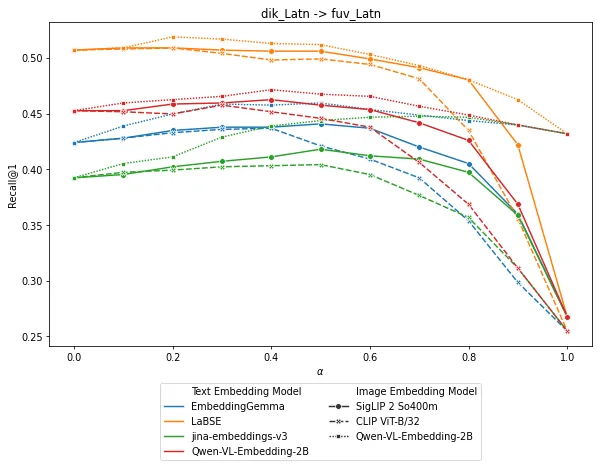 dik_Latn -> fuv_Latn
Recall@1
0.50
0.45
0.40
0.35
0.30
0.25
0.0
0.2
0.4
0.6
0.8
1.0
α
Text Embedding Model
EmbeddingGemma
LaBSE
jina-embeddings-v3
Qwen-VL-Embedding-2B
Image Embedding Model
SigLIP 2 So400m
CLIP ViT-B/32
Qwen-VL-Embedding-2B